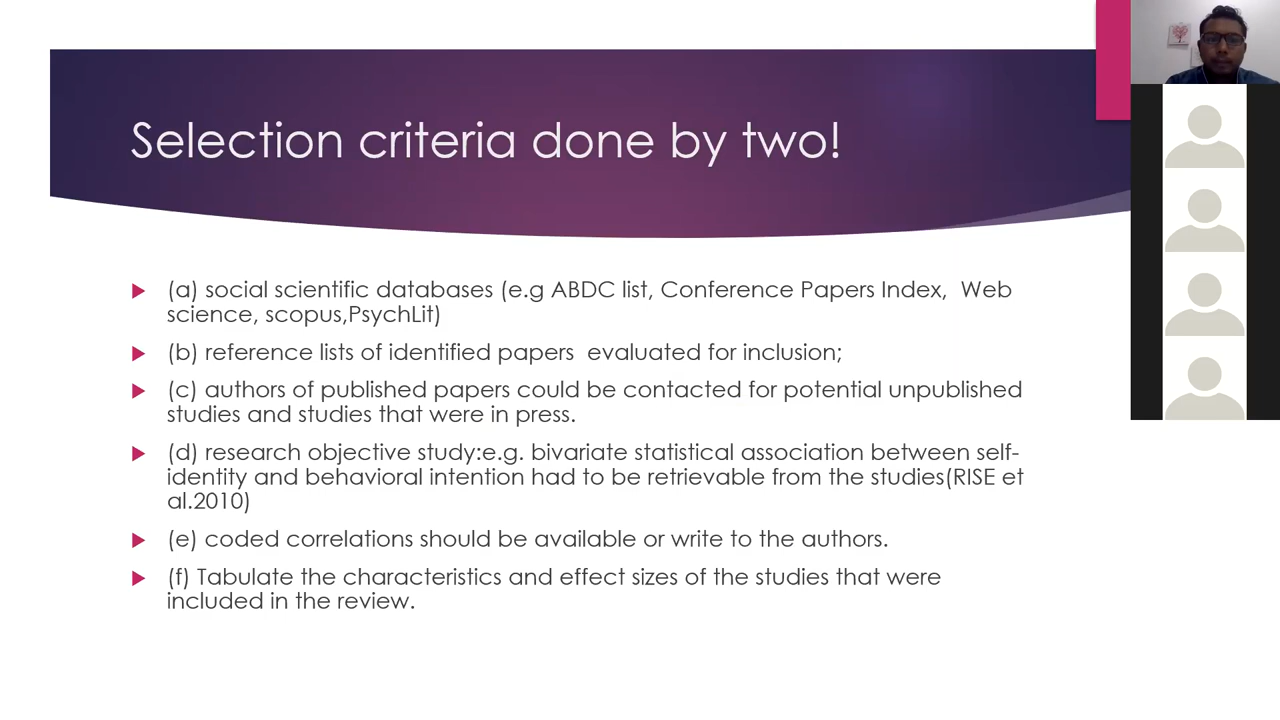 Selection criteria done by two!
(a) social scientific databases (e.g ABDC list, Conference Papers Index,  Web
science, scopus,PsychLit)
(b) reference lists of identified papers  evaluated for inclusion;
(c) authors of published papers could be contacted for potential unpublished
studies and studies that were in press.
(d) research objective study:e.g. bivariate statistical association between self-
identity and behavioral intention had to be retrievable from the studies(RISE et
al.2010)
(e) coded correlations should be available or write to the authors.
(f) Tabulate the characteristics and effect sizes of the studies that were
included in the review.